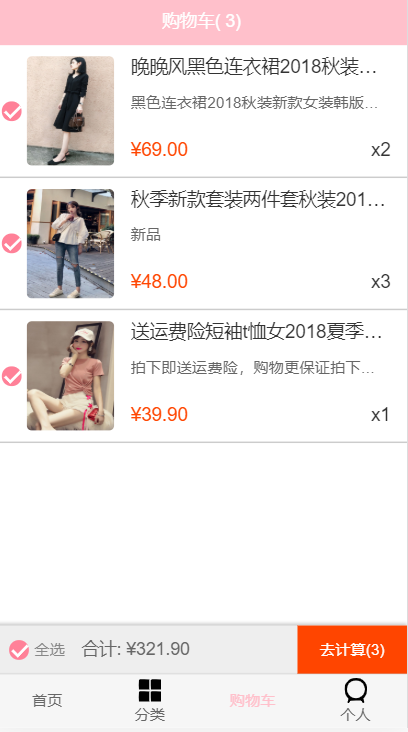 购物车( 3)
晚晚风黑色连衣裙2018秋装…
黑色连衣裙2018秋装新款女装韩版…
¥69.00 x2
秋季新款套装两件套秋装201…
新品
¥48.00 x3
送运费险短袖t恤女2018夏季…
拍下即送运费险，购物更保证拍下…
¥39.90 x1
全选 合计: ¥321.90 去计算(3)
首页 分类 购物车 个人